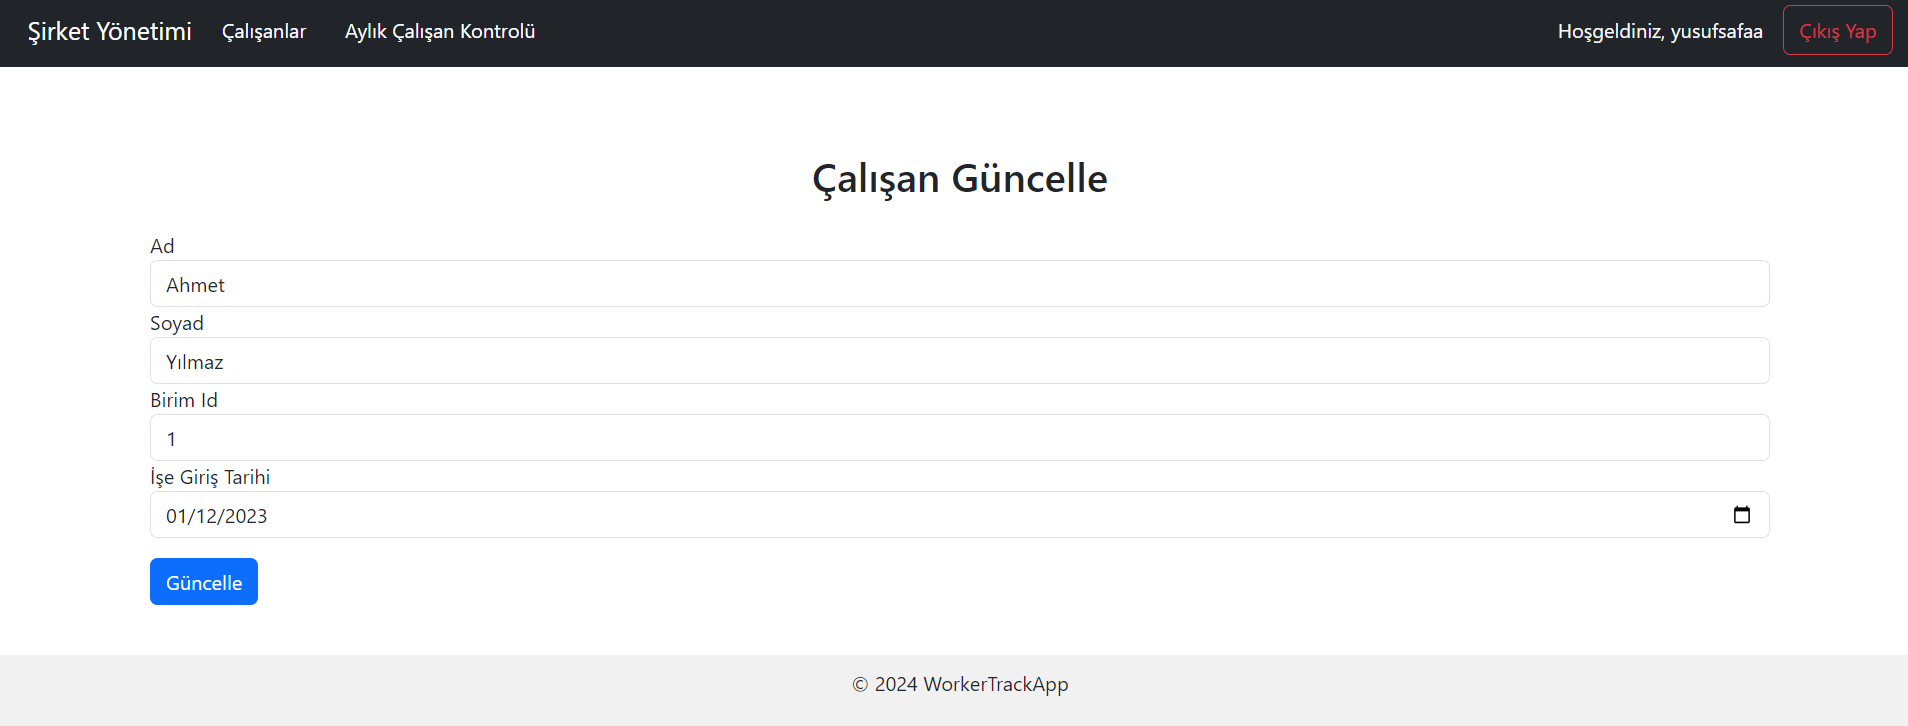 Şirket Yönetimi Çalışanlar Aylık Çalışan Kontrolü Hoşgeldiniz, yusufsafaa Çıkış Yap
Çalışan Güncelle
Ad
Ahmet
Soyad
Yılmaz
Birim Id
1
İşe Giriş Tarihi
01/12/2023
Güncelle
© 2024 WorkerTrackApp